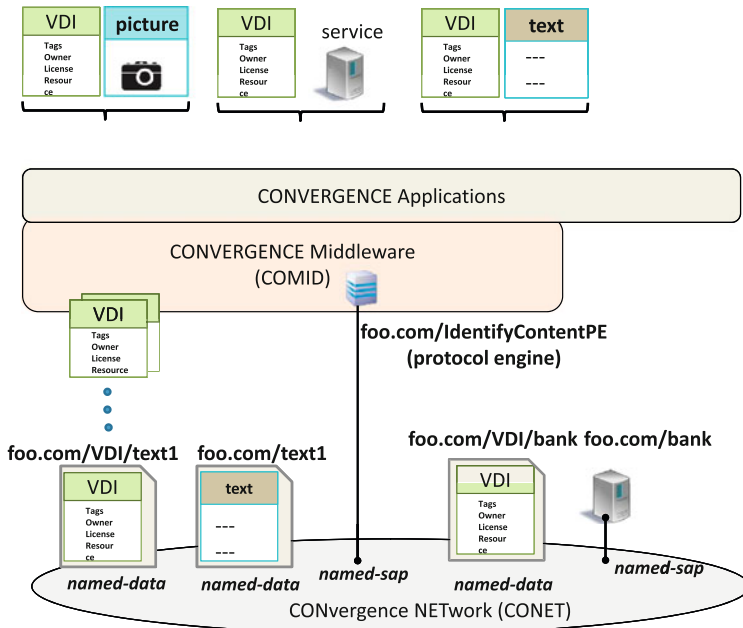 VDI
Tags
Owner
License
Resour
ce
picture
VDI
Tags
Owner
License
Resour
ce
service
VDI
Tags
Owner
License
Resour
ce
text
---
---
CONVERGENCE Applications
CONVERGENCE Middleware
(COMID)
VDI
Tags
Owner
License
Resource
foo.com/IdentifyContentPE
(protocol engine)
foo.com/VDI/text1
foo.com/text1
foo.com/VDI/bank
foo.com/bank
VDI
Tags
Owner
License
Resour
ce
text
---
---
VDI
Tags
Owner
License
Resour
ce
named-data
named-data
named-sap
named-data
named-sap
CONvergence NETwork (CONET)